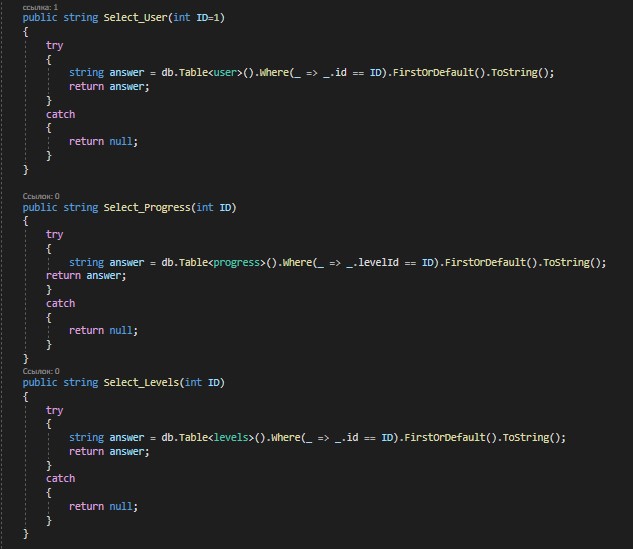 ссылка: 1
public string Select_User(int ID=1)
{
try
{
string answer = db.Table<user>().Where(_ => _.id == ID).FirstOrDefault().ToString();
return answer;
}
catch
{
return null;
}
}
Ссылок: 0
public string Select_Progress(int ID)
{
try
{
string answer = db.Table<progress>().Where(_ => _.levelId == ID).FirstOrDefault().ToString();
return answer;
}
catch
{
return null;
}
}
Ссылок: 0
public string Select_Levels(int ID)
{
try
{
string answer = db.Table<levels>().Where(_ => _.id == ID).FirstOrDefault().ToString();
return answer;
}
catch
{
return null;
}
}